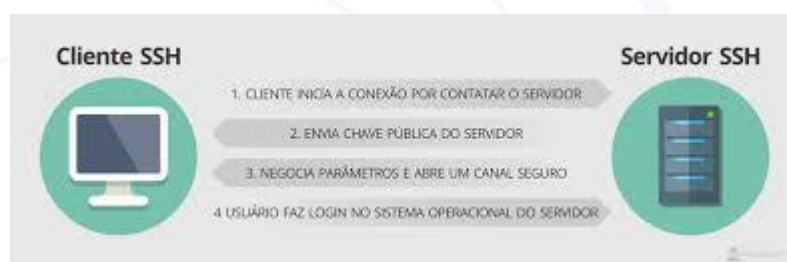 Cliente SSH
Servidor SSH
1. CLIENTE INICIA A CONEXÃO POR CONTATAR O SERVIDOR
2. ENVIA CHAVE PÚBLICA DO SERVIDOR
3. NEGOCIA PARÂMETROS E ABRE UM CANAL SEGURO
4 USUÁRIO FAZ LOGIN NO SISTEMA OPERACIONAL DO SERVIDOR